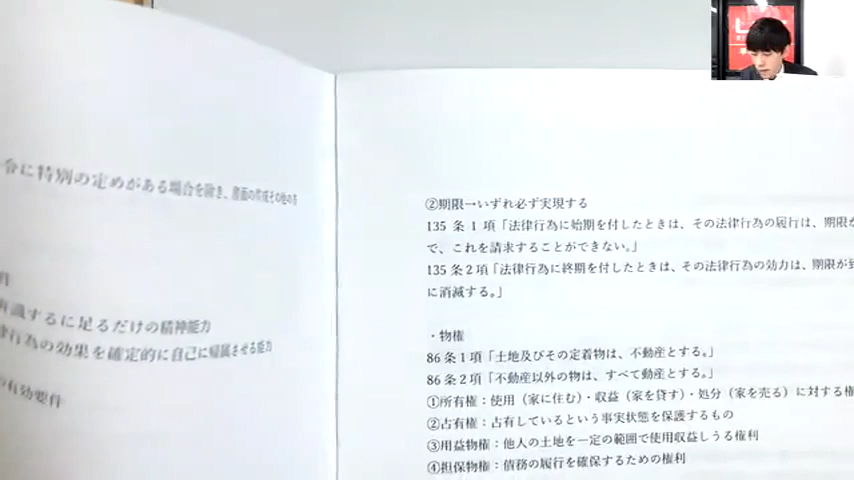 令に特別の定めがある場合を除き、書面の作成その他の方
件
識するに足るだけの精神能力
律行為の効果を確定的に自己に帰属させる能力
の有効要件
②期限→いずれ必ず実現する
135 条 1 項「法律行為に始期を付したときは、その法律行為の履行は、期限が
で、これを請求することができない。」
135 条 2 項「法律行為に終期を付したときは、その法律行為の効力は、期限が到
に消滅する。」
・物権
86 条 1 項「土地及びその定着物は、不動産とする。」
86 条 2 項「不動産以外の物は、すべて動産とする。」
①所有権：使用（家に住む）・収益（家を貸す）・処分（家を売る）に対する権
②占有権：占有しているという事実状態を保護するもの
③用益物権：他人の土地を一定の範囲で使用収益しうる権利
④担保物権：債務の履行を確保するための権利